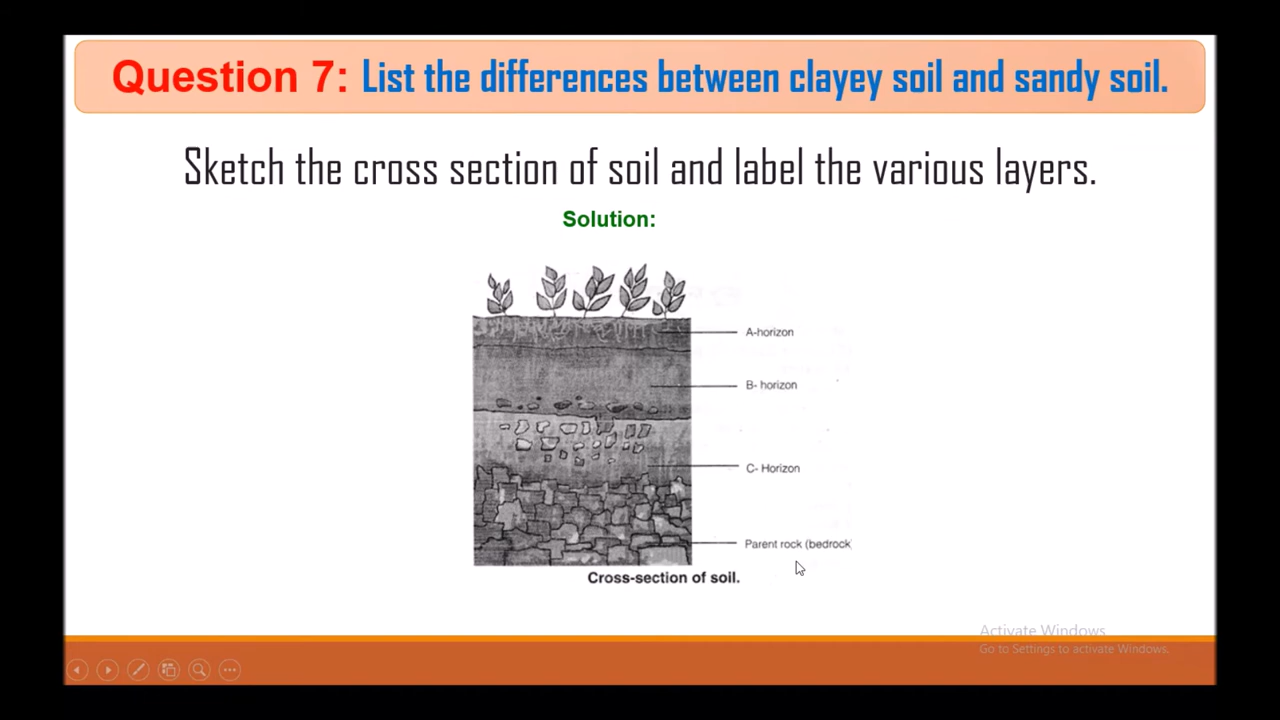 Question 7: List the differences between clayey soil and sandy soil.
Sketch the cross section of soil and label the various layers.
Solution:
A-horizon
B- horizon
C- Horizon
Parent rock (bedrock
Cross-section of soil.
Activate Windows
Go to Settings to activate Windows.